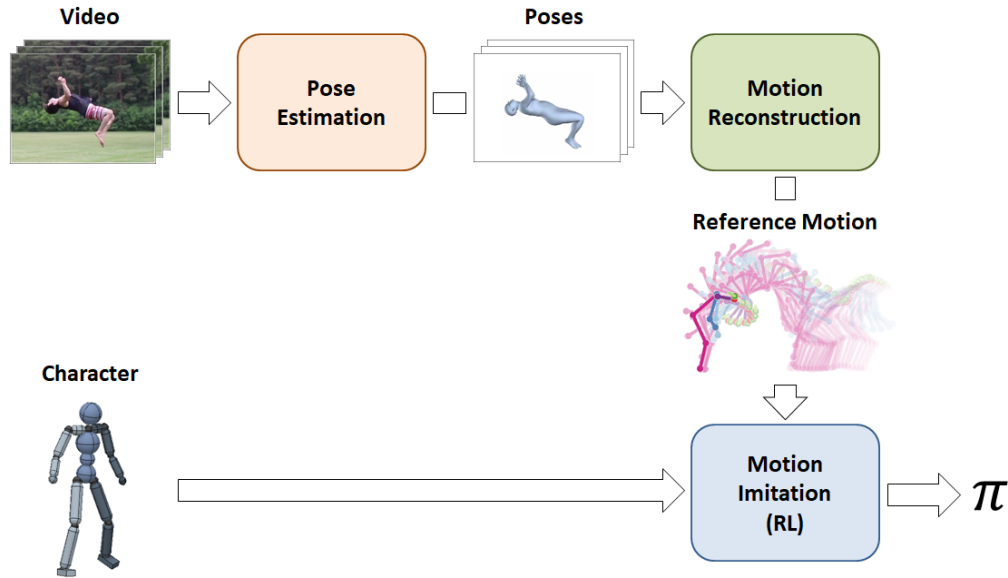 Video
Poses
Pose
Estimation
Motion
Reconstruction
Reference Motion
Character
Motion
Imitation
(RL)
π